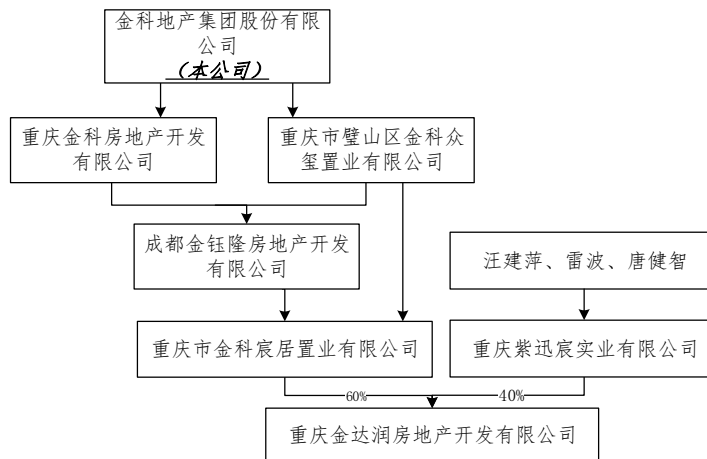 金科地产集团股份有限
公司
（本公司）
重庆金科房地产开发
有限公司
重庆市璧山区金科众
玺置业有限公司
成都金钰隆房地产开发
有限公司
汪建萍、雷波、唐健智
重庆市金科宸居置业有限公司
重庆紫迅宸实业有限公司
60%
40%
重庆金达润房地产开发有限公司